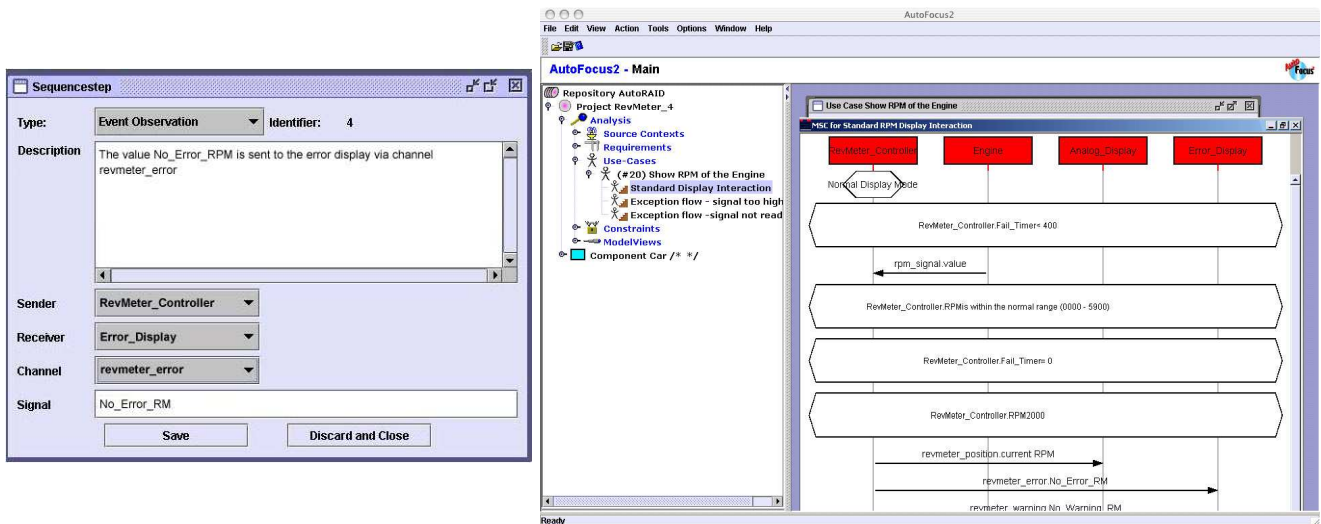 Sequencestep
Type:
Event Observation
Identifier: 4
Description
The value No_Error_RPM is sent to the error display via channel
revmeter_error
Sender
RevMeter_Controller
Receiver
Error_Display
Channel
revmeter_error
Signal
No_Error_RM
Save
Discard and Close
AutoFocus2
File Edit View Action Tools Options Window Help
AutoFocus2 - Main
Auto Focus
Repository AutoRAID
Project RevMeter_4
Analysis
Source Contexts
Requirements
Use-Cases
(#20) Show RPM of the Engine
Standard Display Interaction
Exception flow - signal too high
Exception flow -signal not read
Constraints
ModelViews
Component Car /* */
Use Case Show RPM of the Engine
MSC for Standard RPM Display Interaction
RevMeter_Controller
Engine
Analog_Display
Error_Display
Normal Display Mode
RevMeter_Controller.Fail_Timer< 400
rpm_signal.value
RevMeter_Controller.RPMis within the normal range (0000 - 5900)
RevMeter_Controller.Fail_Timer= 0
RevMeter_Controller.RPM2000
revmeter_position.current RPM
revmeter_error.No_Error_RM
revmeter_warning.No_Warning_RM
Ready